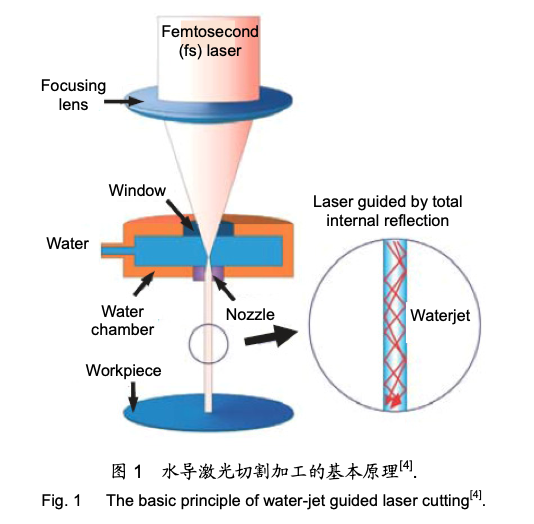 Femtosecond
(fs) laser
Focusing
lens
Window
Laser guided by total
internal reflection
Water
Water
chamber
Nozzle
Waterjet
Workpiece
图 1 水导激光切割加工的基本原理[4].
Fig. 1 The basic principle of water-jet guided laser cutting[4].